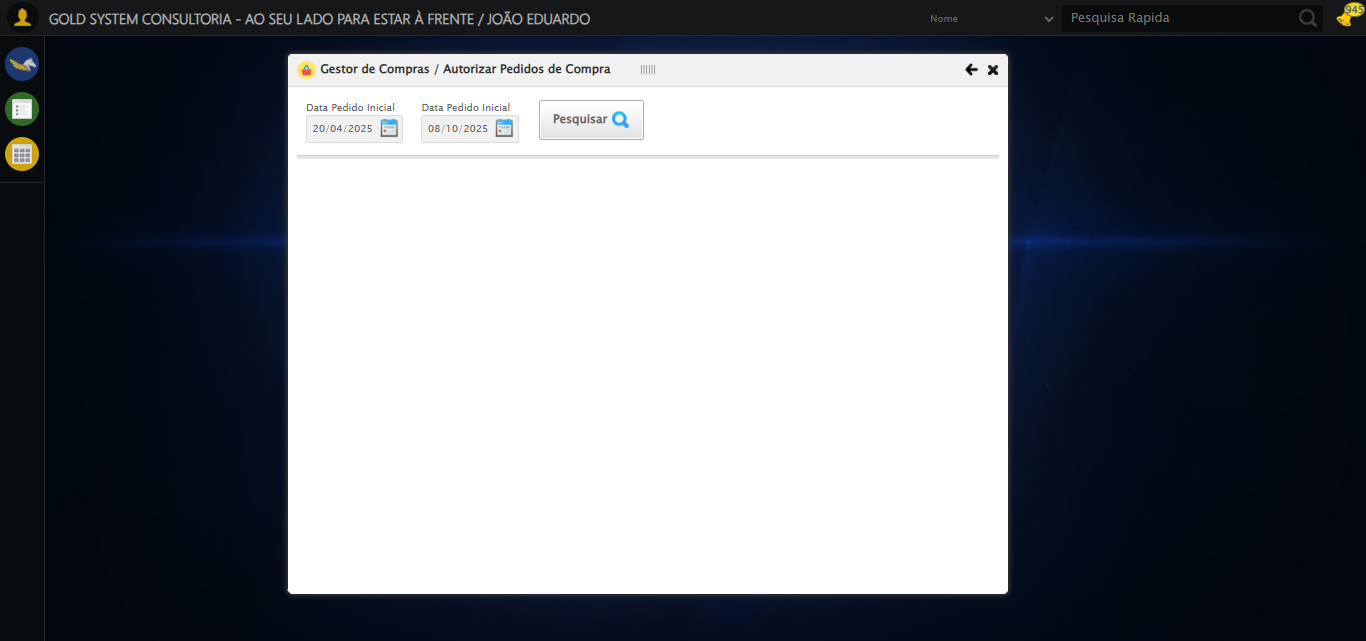 GOLD SYSTEM CONSULTORIA - AO SEU LADO PARA ESTAR À FRENTE / JOÃO EDUARDO
Nome
Pesquisa Rapida
945
Gestor de Compras / Autorizar Pedidos de Compra
Data Pedido Inicial Data Pedido Inicial
20/04/2025 08/10/2025
Pesquisar